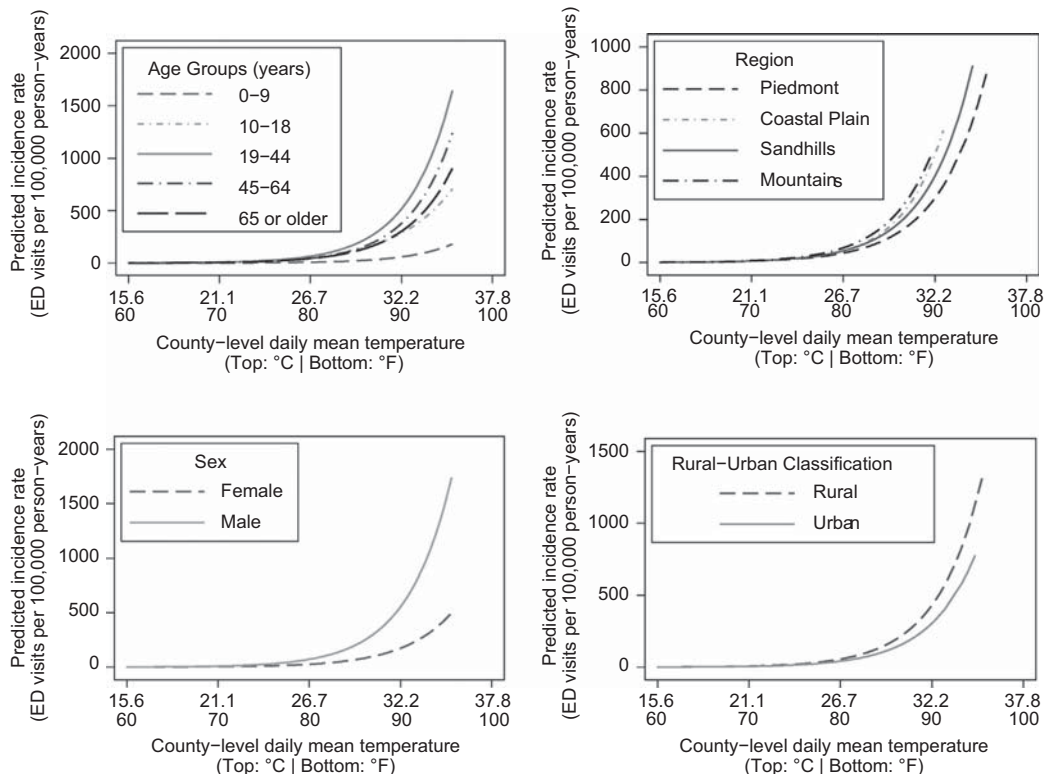 Predicted incidence rate
(ED visits per 100,000 person−years)
2000
1500
1000
500
0
Age Groups (years)
0−9
10−18
19−44
45−64
65 or older
15.6 21.1 26.7 32.2 37.8
60 70 80 90 100
County−level daily mean temperature
(Top: °C | Bottom: °F)
Predicted incidence rate
(ED visits per 100,000 person−years)
1000
800
600
400
200
0
Region
Piedmont
Coastal Plain
Sandhills
Mountains
15.6 21.1 26.7 32.2 37.8
60 70 80 90 100
County−level daily mean temperature
(Top: °C | Bottom: °F)
Predicted incidence rate
(ED visits per 100,000 person−years)
2000
1500
1000
500
0
Sex
Female
Male
15.6 21.1 26.7 32.2 37.8
60 70 80 90 100
County−level daily mean temperature
(Top: °C | Bottom: °F)
Predicted incidence rate
(ED visits per 100,000 person−years)
1500
1000
500
0
Rural−Urban Classification
Rural
Urban
15.6 21.1 26.7 32.2 37.8
60 70 80 90 100
County−level daily mean temperature
(Top: °C | Bottom: °F)